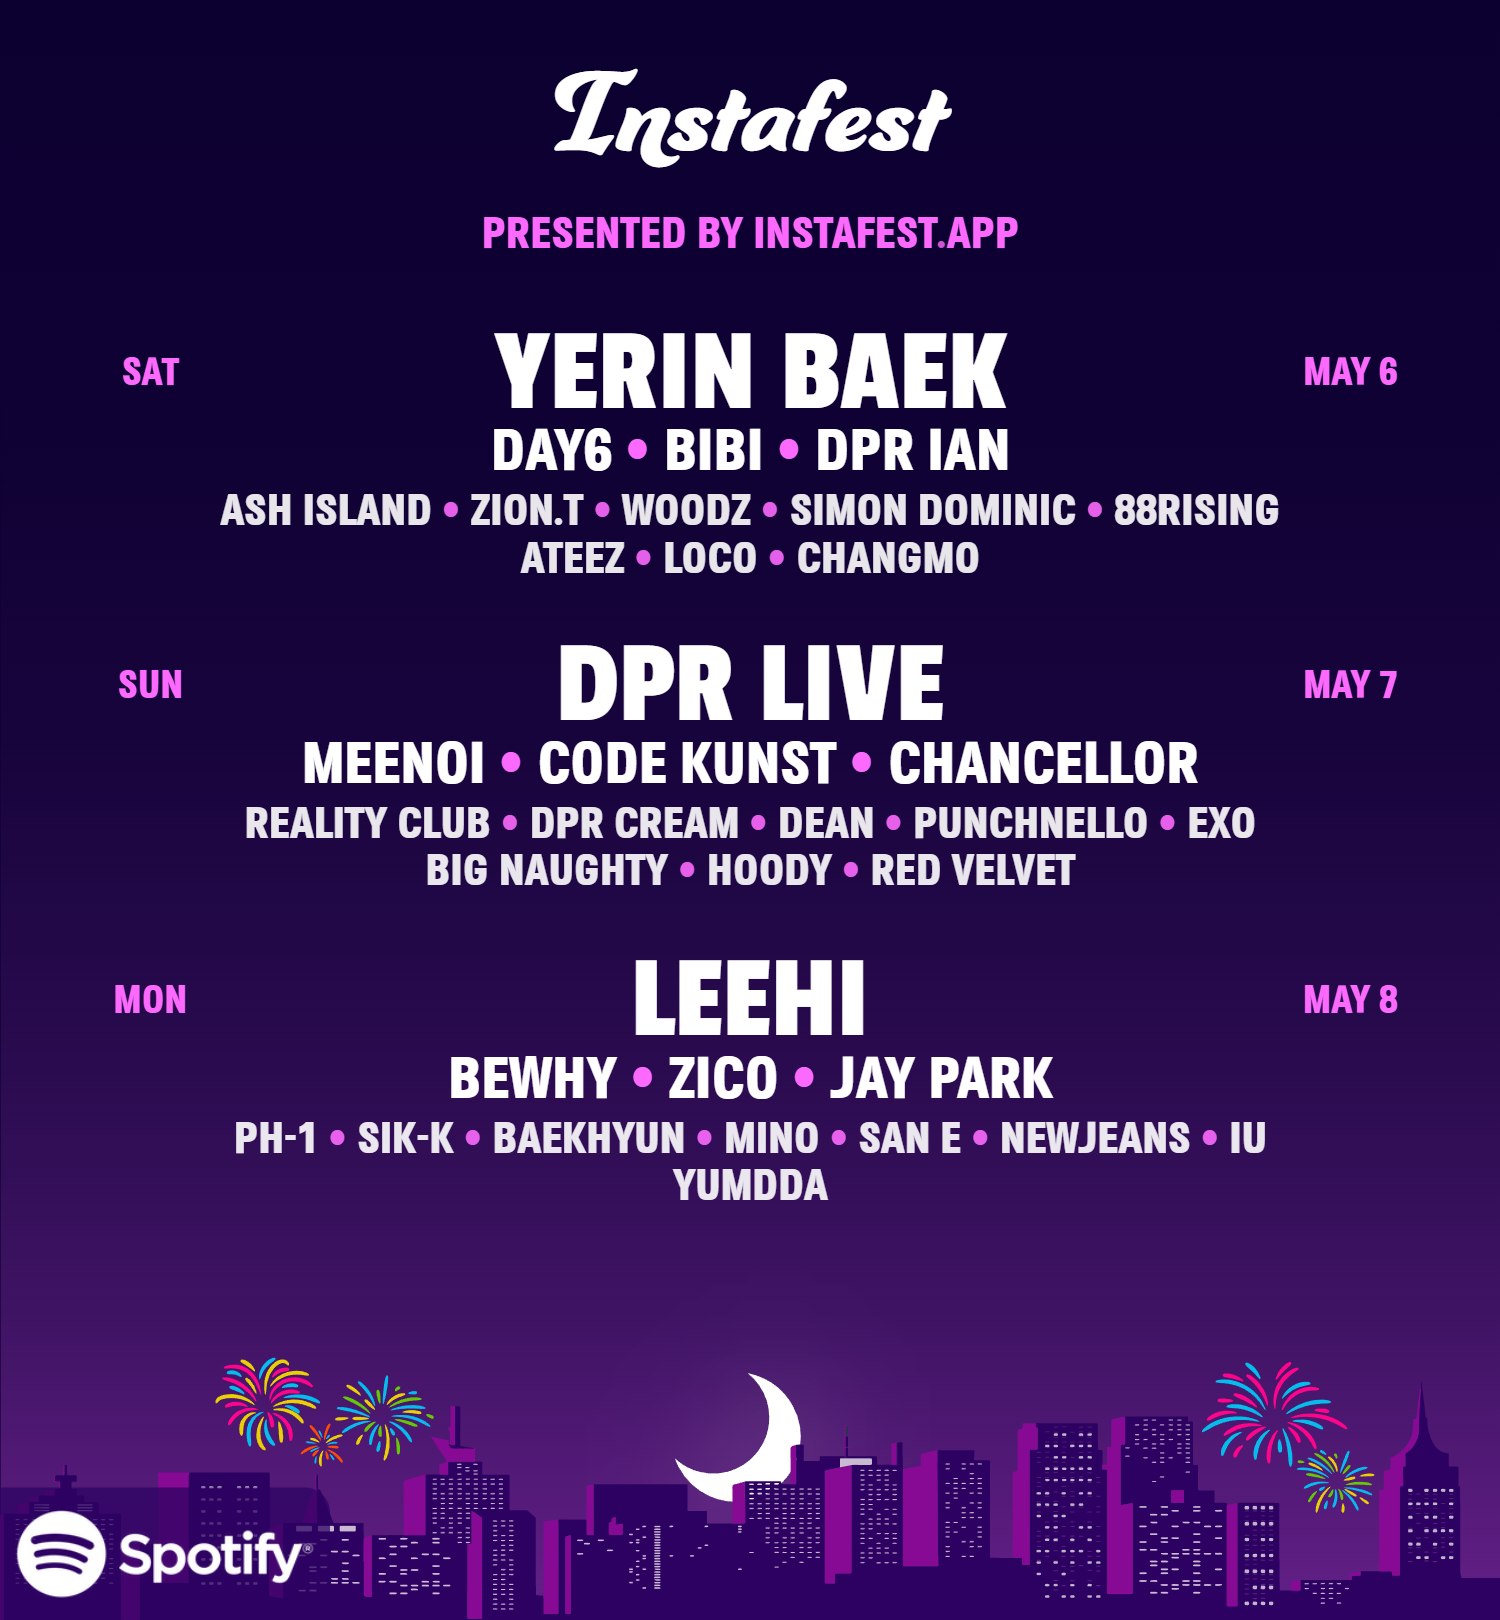 Instafest
PRESENTED BY INSTAFEST.APP
SAT
YERIN BAEK
MAY 6
DAY6 • BIBI • DPR IAN
ASH ISLAND • ZION.T • WOODZ • SIMON DOMINIC • 88RISING
ATEEZ • LOCO • CHANGMO
SUN
DPR LIVE
MAY 7
MEENOI • CODE KUNST • CHANCELLOR
REALITY CLUB • DPR CREAM • DEAN • PUNCHNELLO • EXO
BIG NAUGHTY • HOODY • RED VELVET
MON
LEEHI
MAY 8
BEWHY • ZICO • JAY PARK
PH-1 • SIK-K • BAEKHYUN • MINO • SAN E • NEWJEANS • IU
YUMDDA
Spotify®